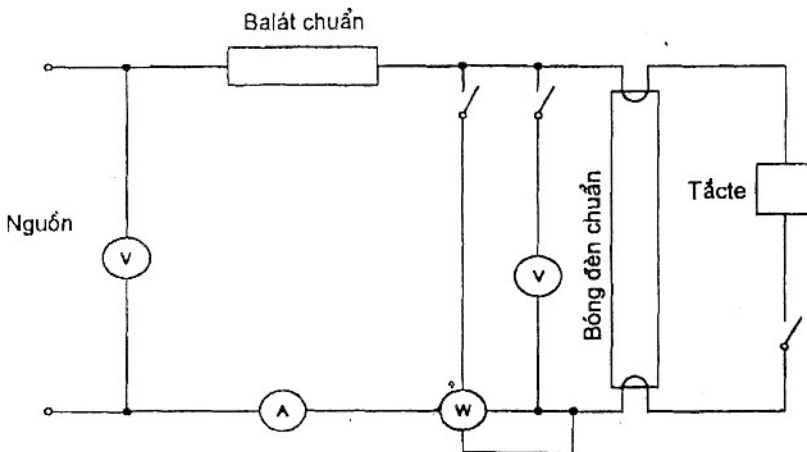 Balát chuẩn
Nguồn
V
A
W
V
Bóng đèn chuẩn
Tắcte